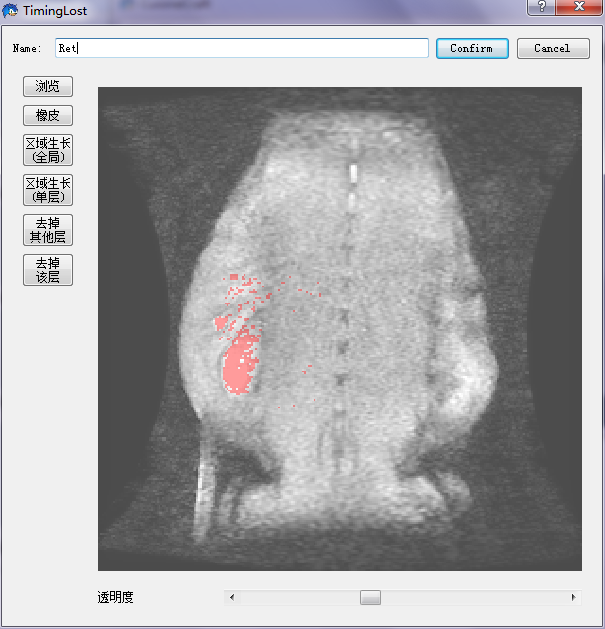 TimingLost
Name:
Ret
Confirm
Cancel
浏览
橡皮
区域生长
(全局)
区域生长
(单层)
去掉
其他层
去掉
该层
透明度